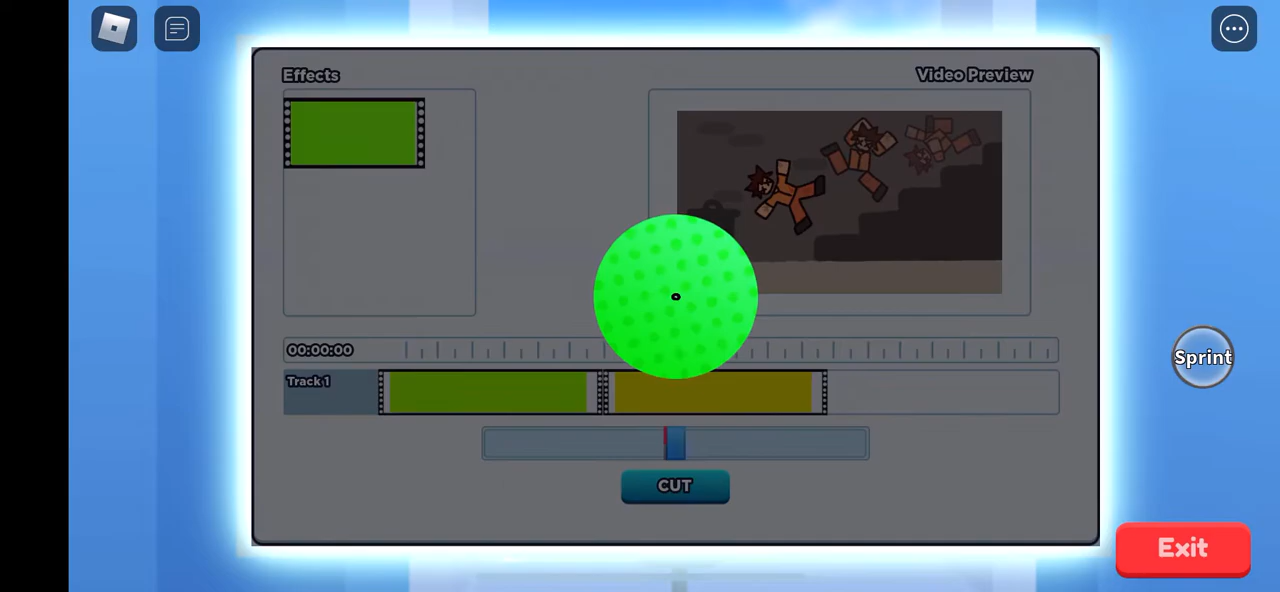 Effects
Video Preview
00:00:00
Sprint
Track 1
CUT
Exit